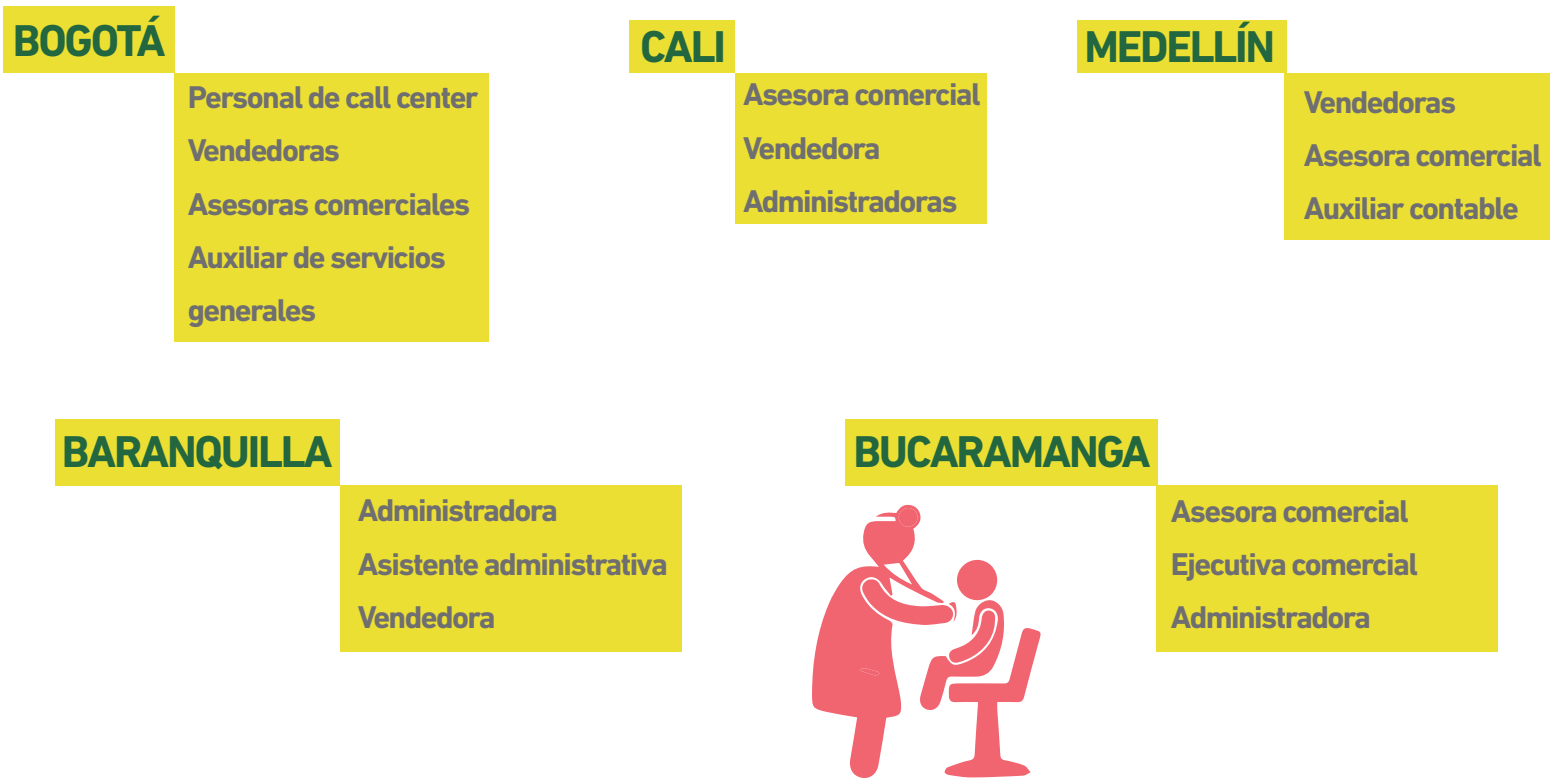 BOGOTÁ
Personal de call center
Vendedoras
Asesoras comerciales
Auxiliar de servicios
generales
CALI
Asesora comercial
Vendedora
Administradoras
MEDELLÍN
Vendedoras
Asesora comercial
Auxiliar contable
BARANQUILLA
Administradora
Asistente administrativa
Vendedora
BUCARAMANGA
Asesora comercial
Ejecutiva comercial
Administradora